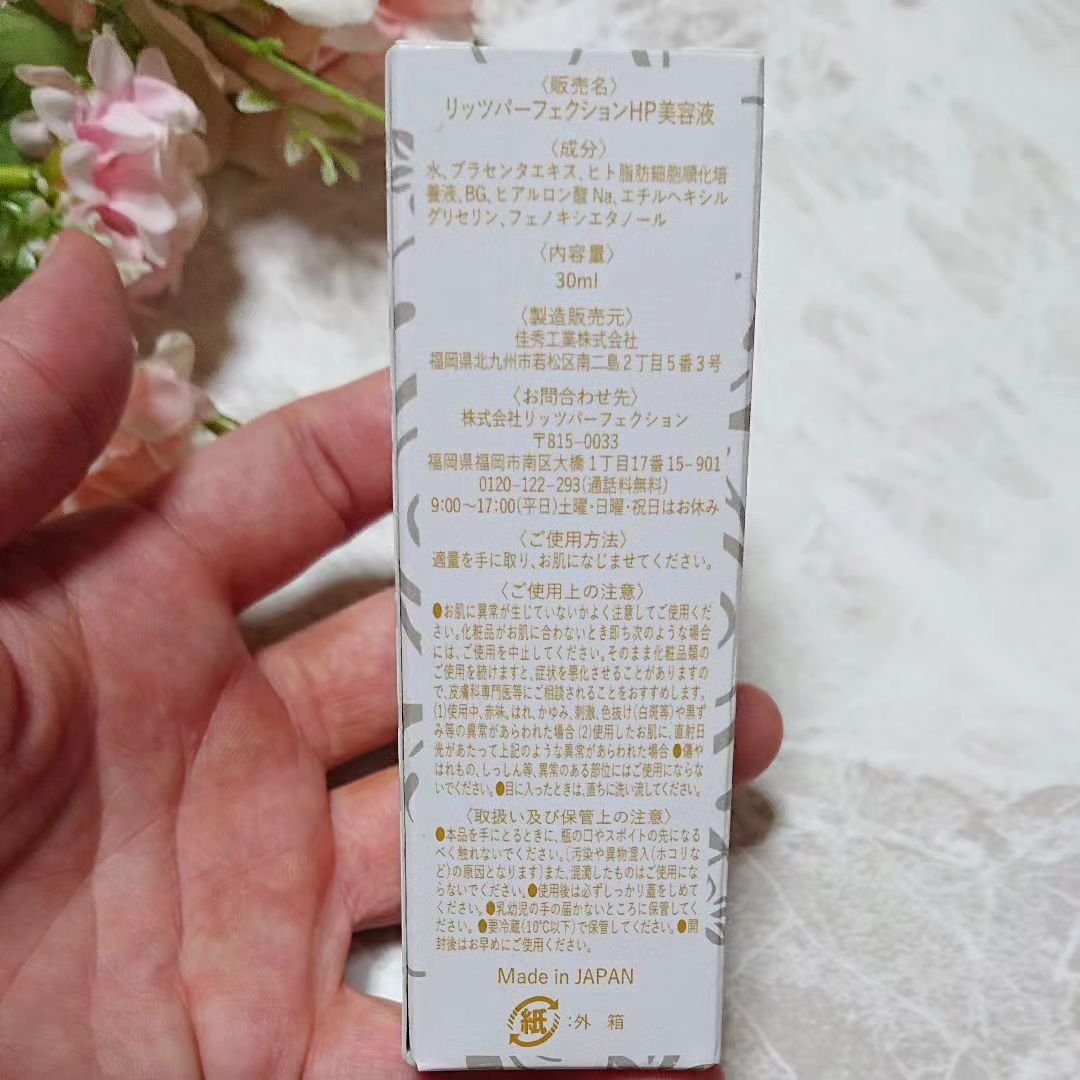 〈販売名〉
リッツパーフェクションHP美容液
〈成分〉
水、プラセンタエキス、ヒト脂肪細胞順化培
養液、BG、ヒアルロン酸Na、エチルヘキシル
グリセリン、フェノキシエタノール
〈内容量〉
30ml
〈製造販売元〉
佳秀工業株式会社
福岡県北九州市若松区南二島2丁目5番3号
〈お問合わせ先〉
株式会社リッツパーフェクション
〒815-0033
福岡県福岡市南区大橋1丁目17番15-901
0120-122-293(通話料無料)
9:00～17:00(平日)土曜・日曜・祝日はお休み
〈ご使用方法〉
適量を手に取り、お肌になじませてください。
〈ご使用上の注意〉
●お肌に異常が生じていないかよく注意してご使用くだ
さい。化粧品がお肌に合わないとき即ち次のような場合
には、ご使用を中止してください。そのまま化粧品類の
ご使用を続けますと、症状を悪化させることがありますの
で、皮膚科専門医等にご相談されることをおすすめします。
(1)使用中、赤味、はれ、かゆみ、刺激、色抜け(白斑等)や黒ず
み等の異常があらわれた場合(2)使用したお肌に、直射日
光があたって上記のような異常があらわれた場合●傷や
はれもの、しっしん等、異常のある部位にはご使用にならな
いでください。●目に入ったときは、直ちに洗い流してください。
〈取扱い及び保管上の注意〉
●本品を手にとるときに、瓶の口やスポイトの先になる
べく触れないでください。(汚染や異物混入(ホコリな
ど)の原因となります)また、混濁したものはご使用にな
らないでください。●使用後は必ずしっかり蓋をしめて
ください。●乳幼児の手の届かないところに保管してく
ださい。●要冷蔵(10℃以下)で保管してください。●開
封後はお早めにご使用ください。
Made in JAPAN
紙:外 箱